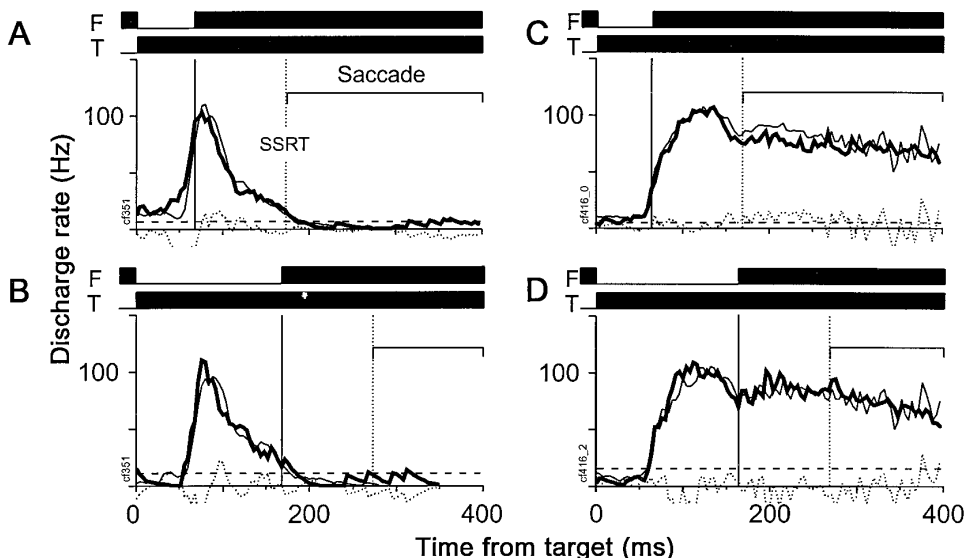 A
F
T
100
cf351
SSRT
Saccade
C
F
T
100
cf416_0
B
F
T
100
cf351
0
200
400
D
F
T
100
cf416_2
0
200
400
Discharge rate (Hz)
Time from target (ms)